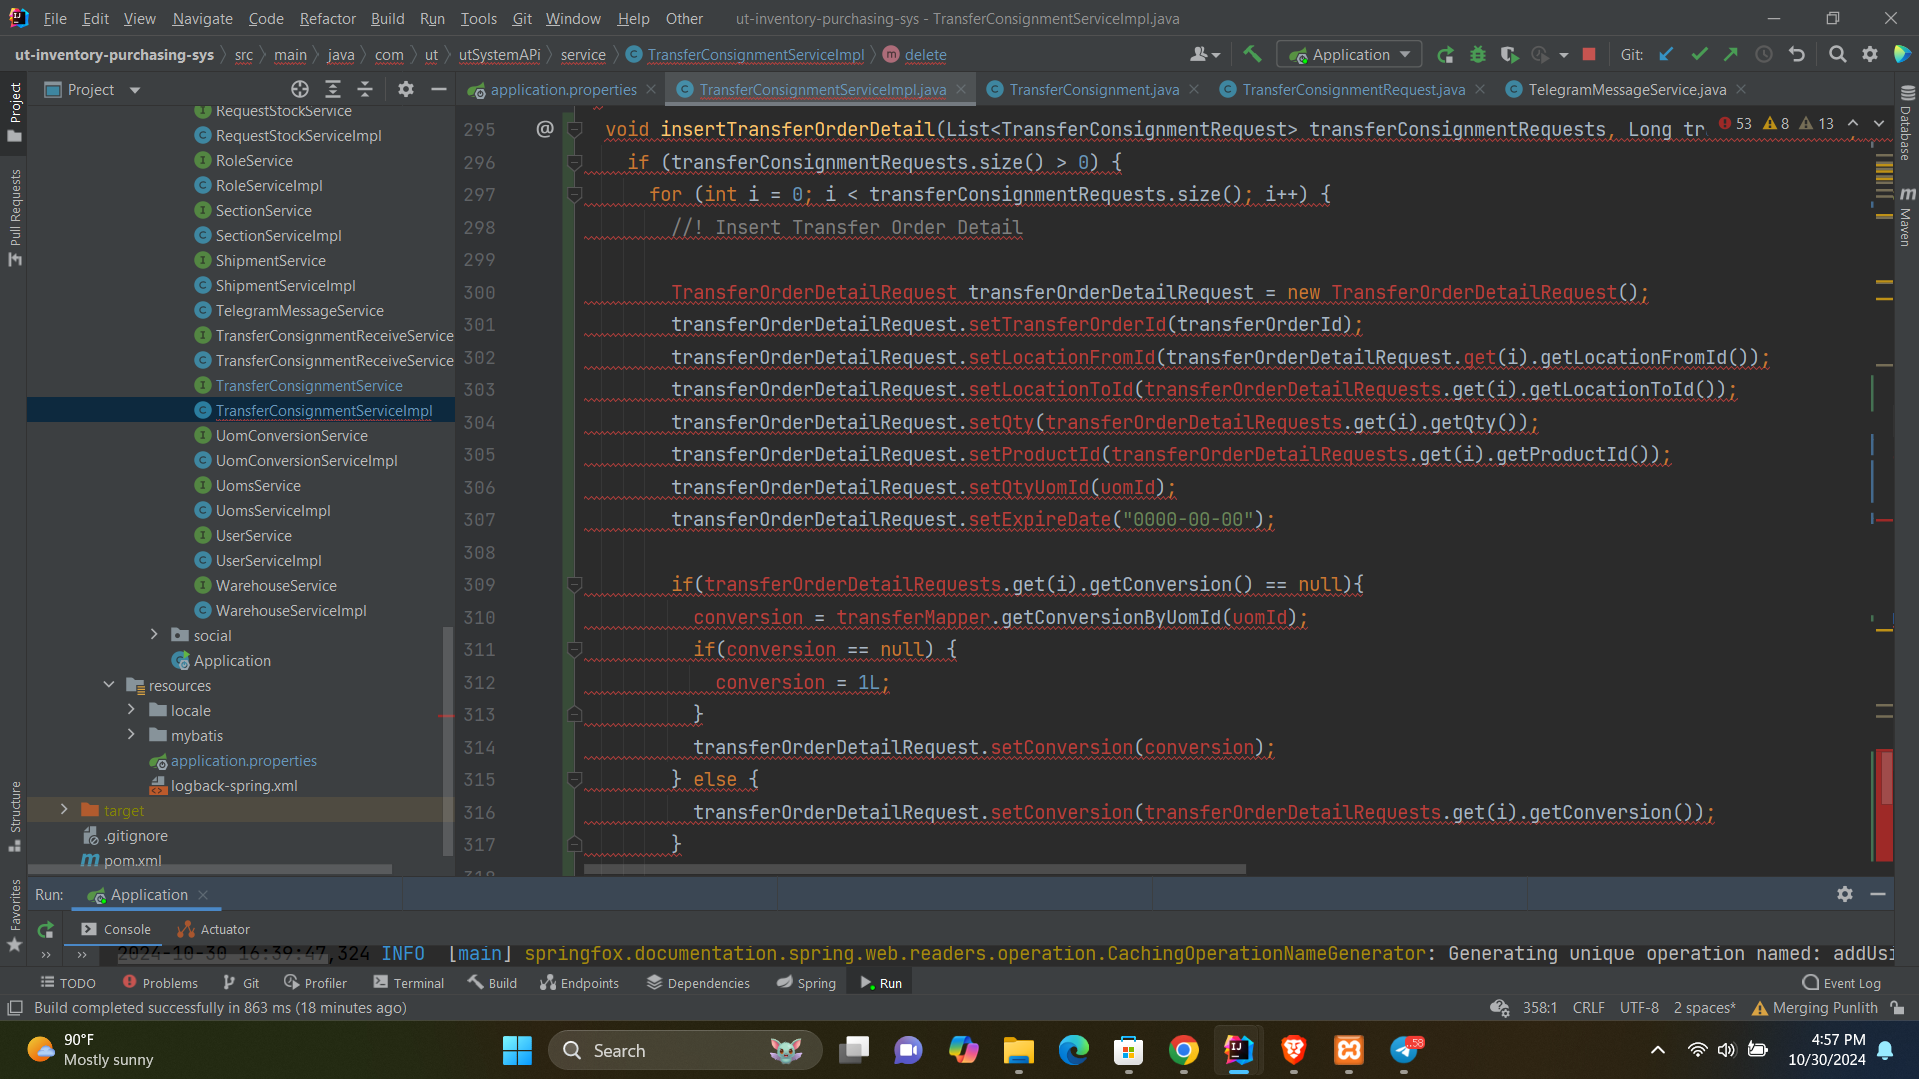 File Edit View Navigate Code Refactor Build Run Tools Git Window Help Other ut-inventory-purchasing-sys - TransferConsignmentServiceImpl.java
ut-inventory-purchasing-sys src main java com ut utSystemAPi service TransferConsignmentServiceImpl delete Application Git:
Project
application.properties TransferConsignmentServiceImpl.java TransferConsignment.java TransferConsignmentRequest.java TelegramMessageService.java
Project
Pull Requests
Structure
Favorites
Database
Maven
RequestStockService
RequestStockServiceImpl
RoleService
RoleServiceImpl
SectionService
SectionServiceImpl
ShipmentService
ShipmentServiceImpl
TelegramMessageService
TransferConsignmentReceiveService
TransferConsignmentReceiveService
TransferConsignmentService
TransferConsignmentServiceImpl
UomConversionService
UomConversionServiceImpl
UomsService
UomsServiceImpl
UserService
UserServiceImpl
WarehouseService
WarehouseServiceImpl
social
Application
resources
locale
mybatis
application.properties
logback-spring.xml
target
.gitignore
pom.xml
53 8 13
295 @ void insertTransferOrderDetail(List<TransferConsignmentRequest> transferConsignmentRequests, Long tr
296 if (transferConsignmentRequests.size() > 0) {
297 for (int i = 0; i < transferConsignmentRequests.size(); i++) {
298 //! Insert Transfer Order Detail
299
300 TransferOrderDetailRequest transferOrderDetailRequest = new TransferOrderDetailRequest();
301 transferOrderDetailRequest.setTransferOrderId(transferOrderId);
302 transferOrderDetailRequest.setLocationFromId(transferOrderDetailRequest.get(i).getLocationFromId());
303 transferOrderDetailRequest.setLocationToId(transferOrderDetailRequests.get(i).getLocationToId());
304 transferOrderDetailRequest.setQty(transferOrderDetailRequests.get(i).getQty());
305 transferOrderDetailRequest.setProductId(transferOrderDetailRequests.get(i).getProductId());
306 transferOrderDetailRequest.setQtyUomId(uomId);
307 transferOrderDetailRequest.setExpireDate("0000-00-00");
308
309 if(transferOrderDetailRequests.get(i).getConversion() == null){
310 conversion = transferMapper.getConversionByUomId(uomId);
311 if(conversion == null) {
312 conversion = 1L;
313 }
314 transferOrderDetailRequest.setConversion(conversion);
315 } else {
316 transferOrderDetailRequest.setConversion(transferOrderDetailRequests.get(i).getConversion());
317 }
Run: Application
Console Actuator
2024-10-30 16:39:47,324 INFO [main] springfox.documentation.spring.web.readers.operation.CachingOperationNameGenerator: Generating unique operation named: addUsi
TODO Problems Git Profiler Terminal Build Endpoints Dependencies Spring Run Event Log
Build completed successfully in 863 ms (18 minutes ago) 358:1 CRLF UTF-8 2 spaces* Merging Punlith
90°F
Mostly sunny
Search
58
4:57 PM
10/30/2024